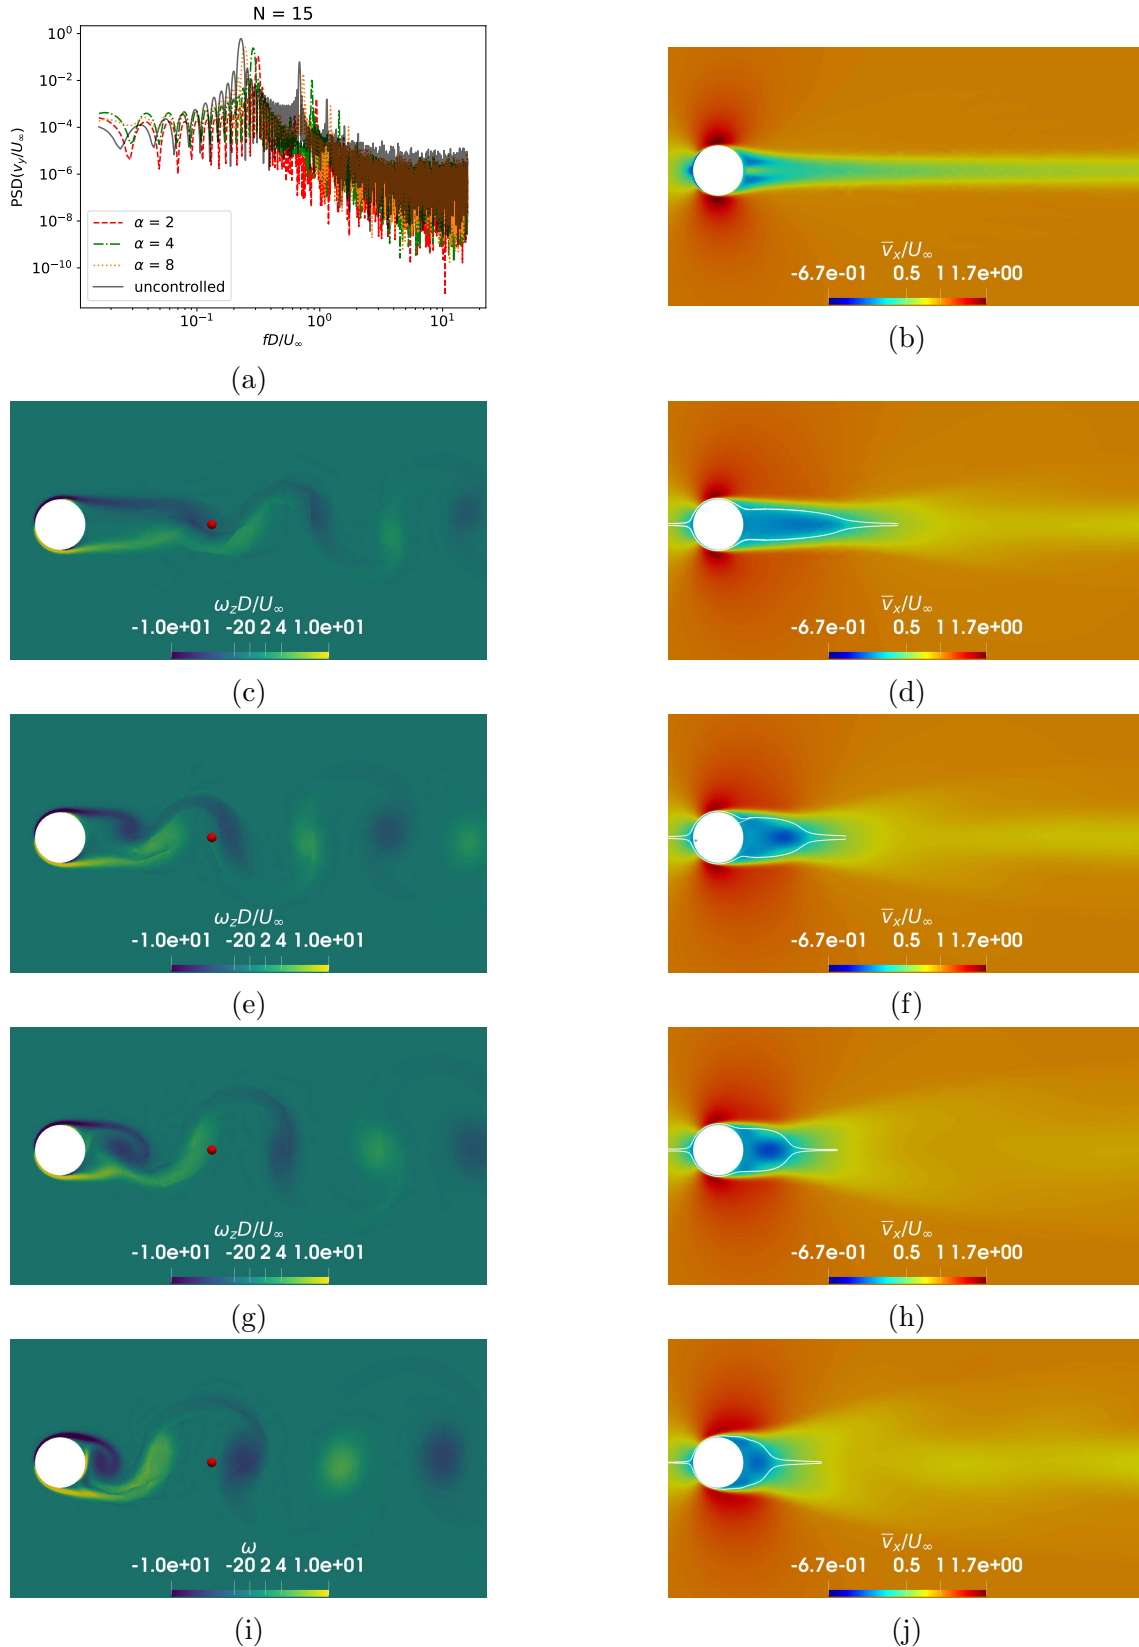 N = 15
10⁰
10⁻²
10⁻⁴
10⁻⁶
10⁻⁸
10⁻¹⁰
PSD(v_y/U_∞)
α = 2
α = 4
α = 8
uncontrolled
10⁻¹ 10⁰ 10¹
fD/U_∞
(a)
v̅_x/U_∞
-6.7e-01 0.5 1 1.7e+00
(b)
ω_zD/U_∞
-1.0e+01 -2 0 2 4 1.0e+01
(c)
v̅_x/U_∞
-6.7e-01 0.5 1 1.7e+00
(d)
ω_zD/U_∞
-1.0e+01 -2 0 2 4 1.0e+01
(e)
v̅_x/U_∞
-6.7e-01 0.5 1 1.7e+00
(f)
ω_zD/U_∞
-1.0e+01 -2 0 2 4 1.0e+01
(g)
v̅_x/U_∞
-6.7e-01 0.5 1 1.7e+00
(h)
ω
-1.0e+01 -2 0 2 4 1.0e+01
(i)
v̅_x/U_∞
-6.7e-01 0.5 1 1.7e+00
(j)